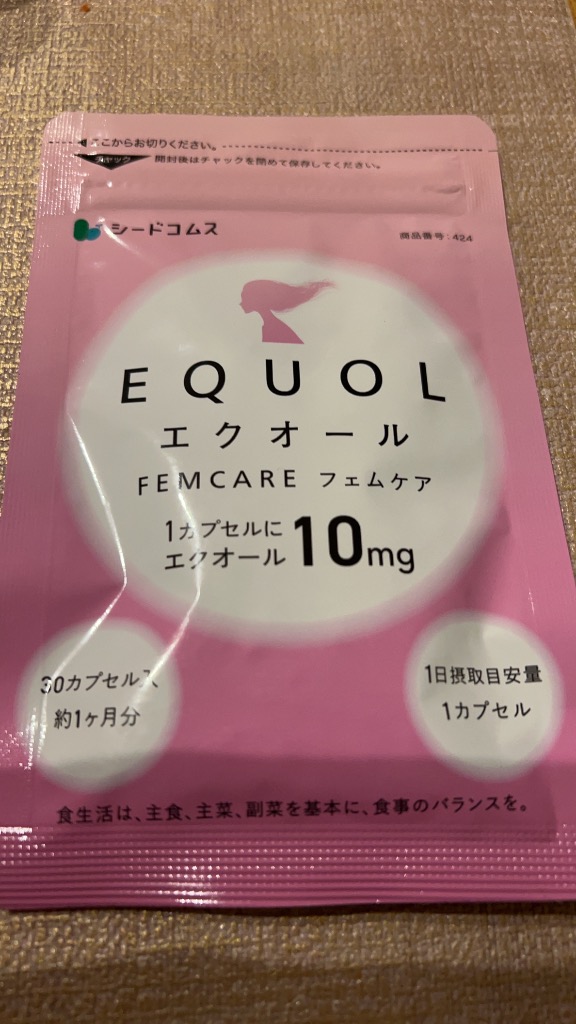 ここからお切りください。
チャック
開封後はチャックを閉めて保存してください。
シードコムス
商品番号:424
EQUOL
エクオール
FEMCARE フェムケア
1カプセルに
エクオール 10mg
30カプセル入
約1ヶ月分
1日摂取目安量
1カプセル
食生活は、主食、主菜、副菜を基本に、食事のバランスを。